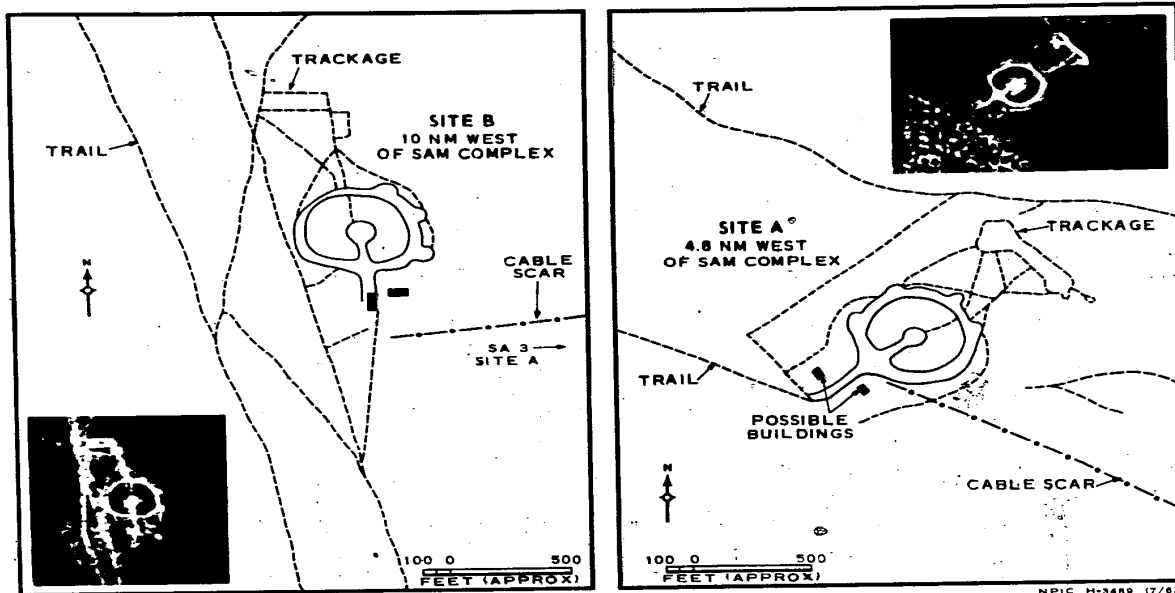 TRACKAGE
SITE B
10 NM WEST
OF SAM COMPLEX
TRAIL
N
CABLE
SCAR
SA 3
SITE A
100 0 500
FEET (APPROX)
TRAIL
SITE A
4.8 NM WEST
OF SAM COMPLEX
TRACKAGE
TRAIL
POSSIBLE
BUILDINGS
N
CABLE SCAR
100 0 500
FEET (APPROX)
NPIC H-3489 (7/6